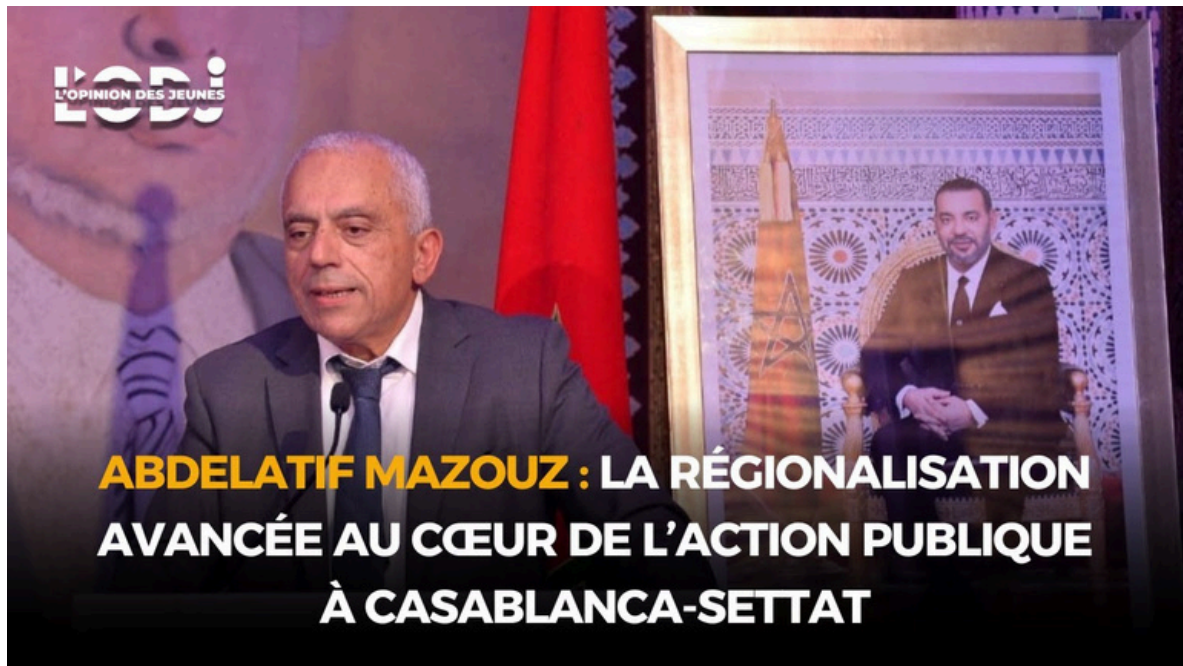 L'ODJ
L'OPINION DES JEUNES
ABDELATIF MAZOUZ : LA RÉGIONALISATION
AVANCÉE AU CŒUR DE L’ACTION PUBLIQUE
À CASABLANCA-SETTAT